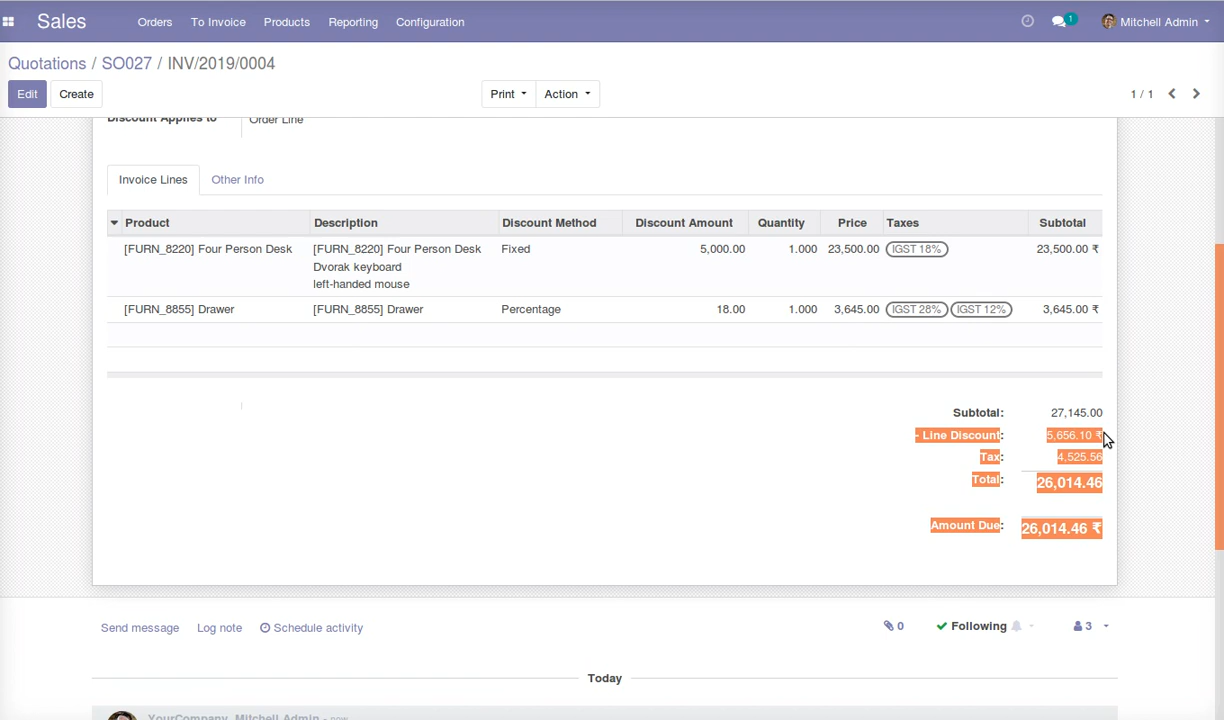 Sales Orders To Invoice Products Reporting Configuration 1 Mitchell Admin
Quotations / SO027 / INV/2019/0004
Edit Create Print Action 1 / 1
Discount Applies to Order Line
Invoice Lines Other Info
Product Description Discount Method Discount Amount Quantity Price Taxes Subtotal
[FURN_8220] Four Person Desk [FURN_8220] Four Person Desk Fixed 5,000.00 1.000 23,500.00 IGST 18% 23,500.00 ₹
Dvorak keyboard
left-handed mouse
[FURN_8855] Drawer [FURN_8855] Drawer Percentage 18.00 1.000 3,645.00 IGST 28% IGST 12% 3,645.00 ₹
Subtotal: 27,145.00
- Line Discount: 5,656.10 ₹
Tax: 4,525.56
Total: 26,014.46
Amount Due: 26,014.46 ₹
Send message Log note Schedule activity 0 Following 3
Today
YourCompany, Mitchell Admin - now